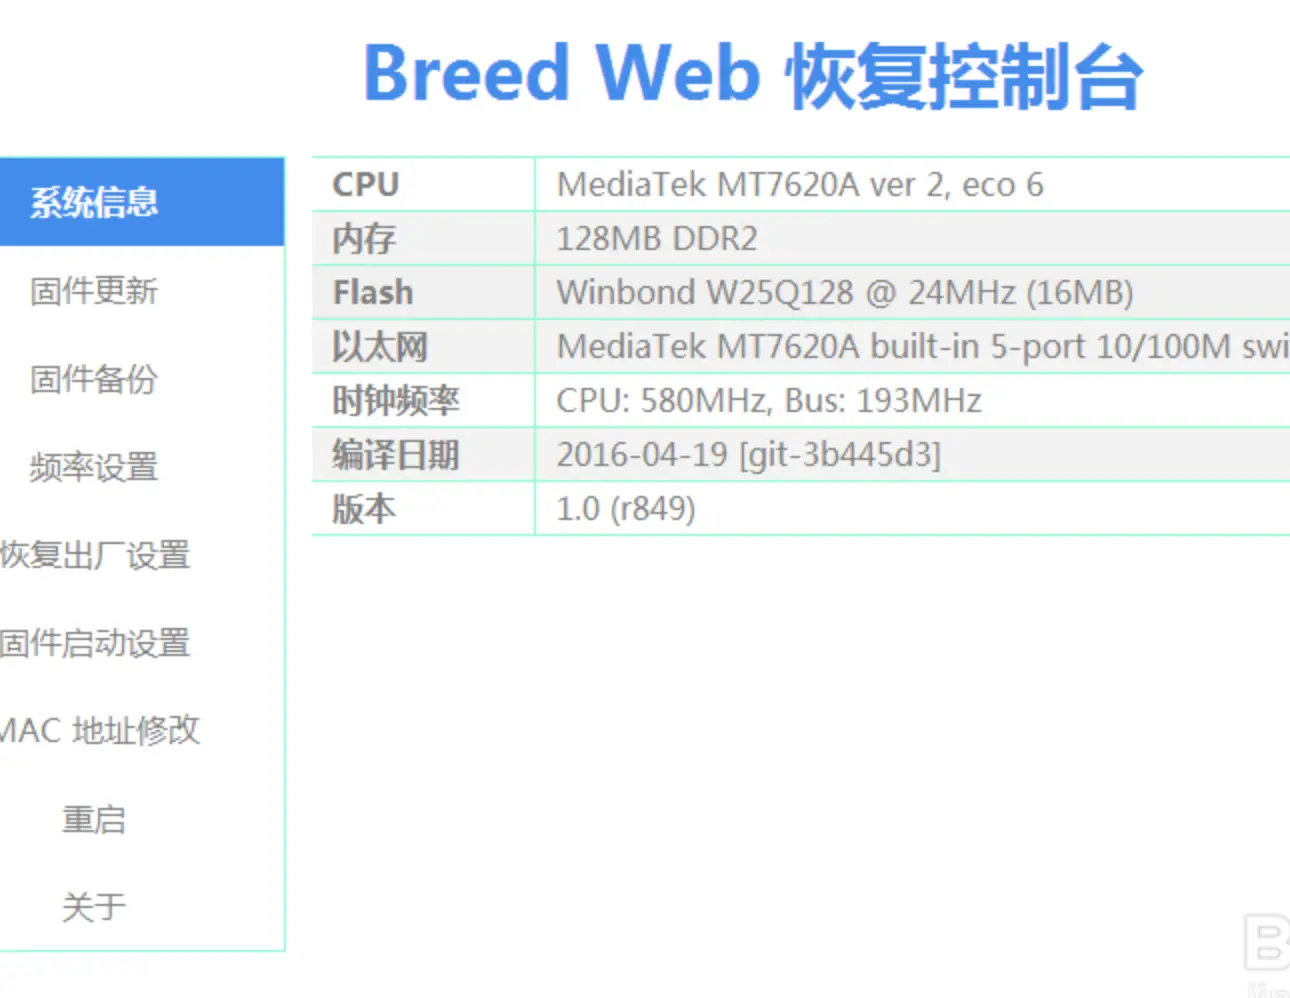 Breed Web 恢复控制台
系统信息
固件更新
固件备份
频率设置
恢复出厂设置
固件启动设置
MAC 地址修改
重启
关于
CPU MediaTek MT7620A ver 2, eco 6
内存 128MB DDR2
Flash Winbond W25Q128 @ 24MHz (16MB)
以太网 MediaTek MT7620A built-in 5-port 10/100M swi
时钟频率 CPU: 580MHz, Bus: 193MHz
编译日期 2016-04-19 [git-3b445d3]
版本 1.0 (r849)
B